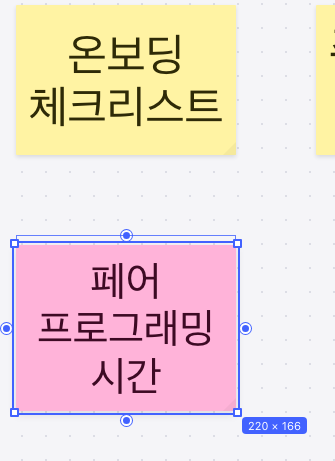 온보딩
체크리스트
페어
프로그래밍
시간
220 × 166